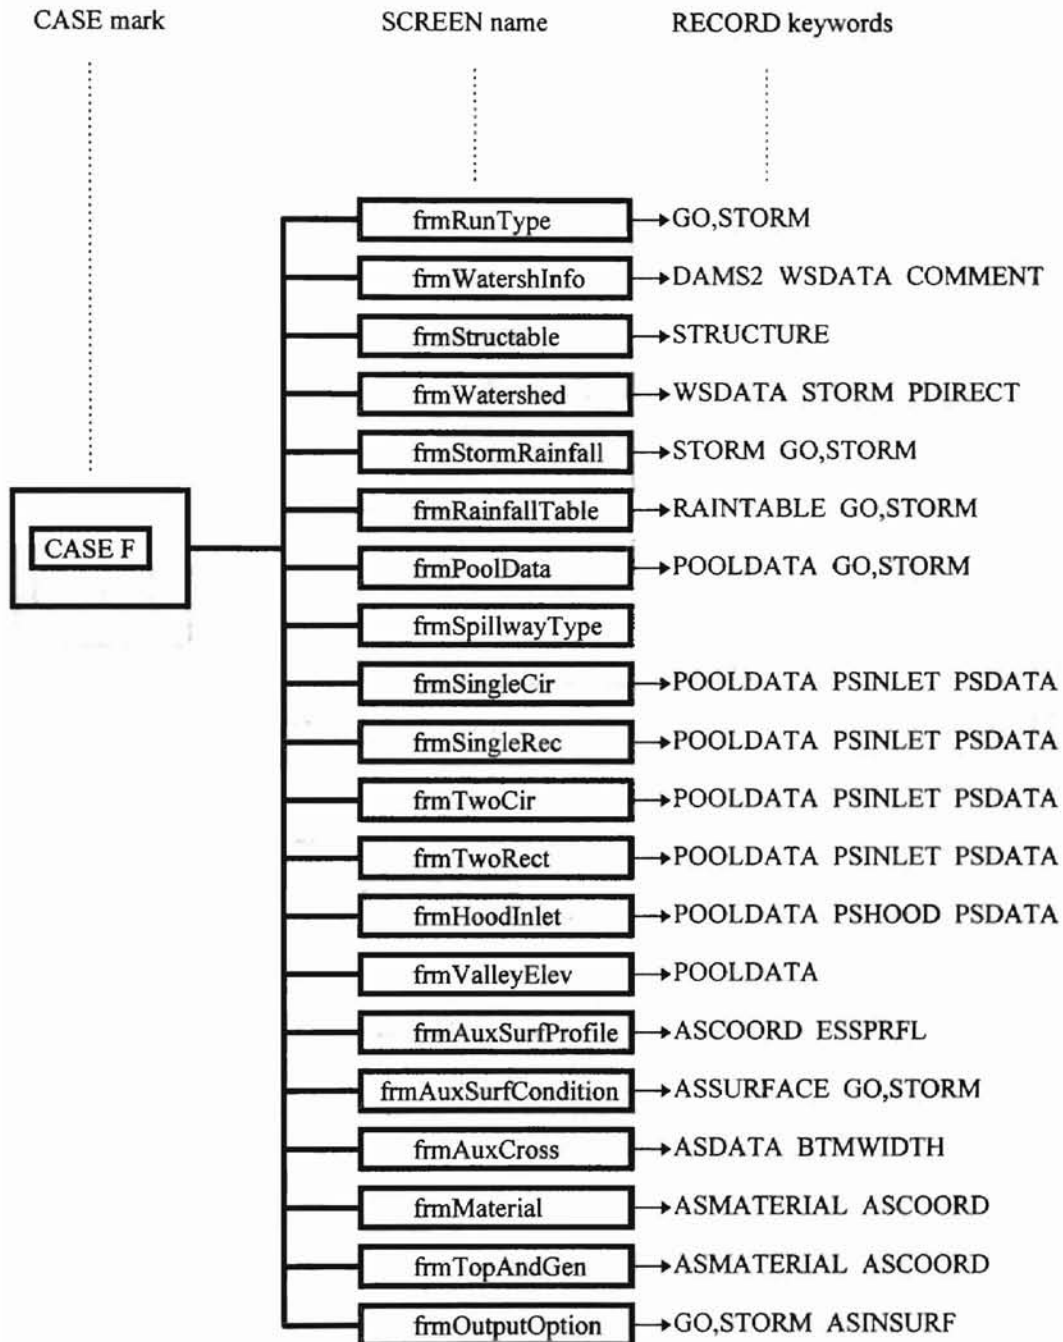 CASE mark SCREEN name RECORD keywords
frmRunType GO,STORM
frmWatershInfo DAMS2 WSDATA COMMENT
frmStructable STRUCTURE
frmWatershed WSDATA STORM PDIRECT
frmStormRainfall STORM GO,STORM
frmRainfallTable RAINTABLE GO,STORM
CASE F
frmPoolData POOLDATA GO,STORM
frmSpillwayType
frmSingleCir POOLDATA PSINLET PSDATA
frmSingleRec POOLDATA PSINLET PSDATA
frmTwoCir POOLDATA PSINLET PSDATA
frmTwoRect POOLDATA PSINLET PSDATA
frmHoodInlet POOLDATA PSHOOD PSDATA
frmValleyElev POOLDATA
frmAuxSurfProfile ASCOORD ESSPRFL
frmAuxSurfCondition ASSURFACE GO,STORM
frmAuxCross ASDATA BTMWIDTH
frmMaterial ASMATERIAL ASCOORD
frmTopAndGen ASMATERIAL ASCOORD
frmOutputOption GO,STORM ASINSURF